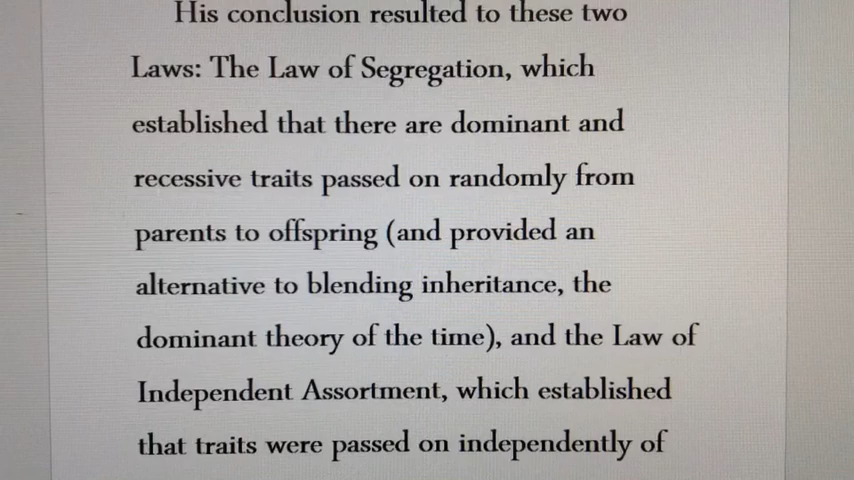 His conclusion resulted to these two
Laws: The Law of Segregation, which
established that there are dominant and
recessive traits passed on randomly from
parents to offspring (and provided an
alternative to blending inheritance, the
dominant theory of the time), and the Law of
Independent Assortment, which established
that traits were passed on independently of